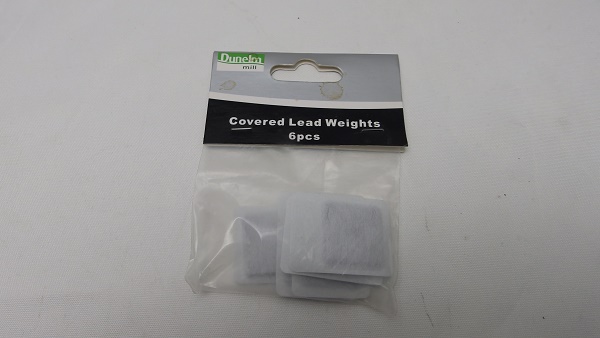 Dunelm
mill
Covered Lead Weights
6pcs